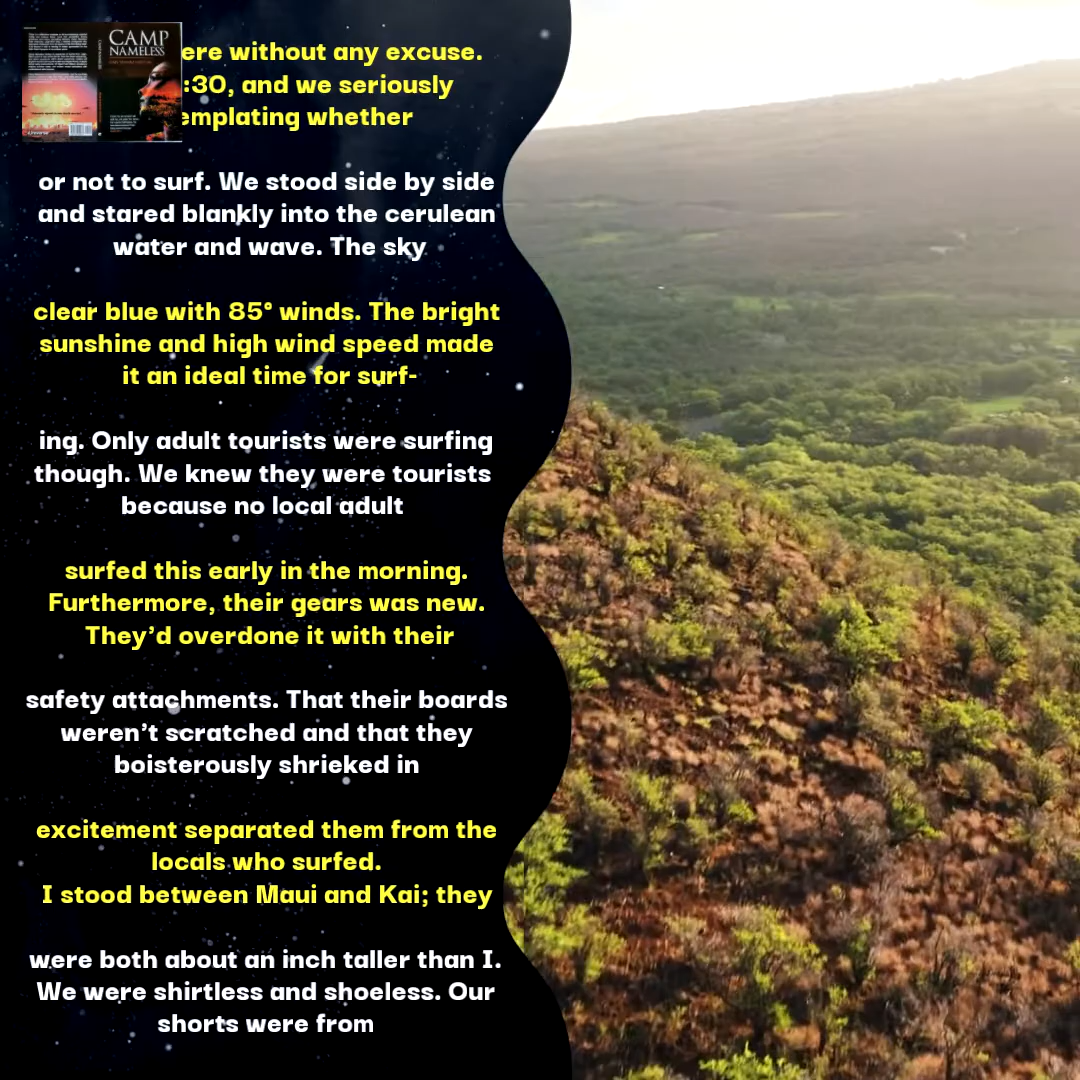 CAMP
NAMELESS
ere without any excuse.
:30, and we seriously
emplating whether
or not to surf. We stood side by side
and stared blankly into the cerulean
water and wave. The sky
clear blue with 85° winds. The bright
sunshine and high wind speed made
it an ideal time for surf-
ing. Only adult tourists were surfing
though. We knew they were tourists
because no local adult
surfed this early in the morning.
Furthermore, their gears was new.
They’d overdone it with their
safety attachments. That their boards
weren’t scratched and that they
boisterously shrieked in
excitement separated them from the
locals who surfed.
I stood between Maui and Kai; they
were both about an inch taller than I.
We were shirtless and shoeless. Our
shorts were from